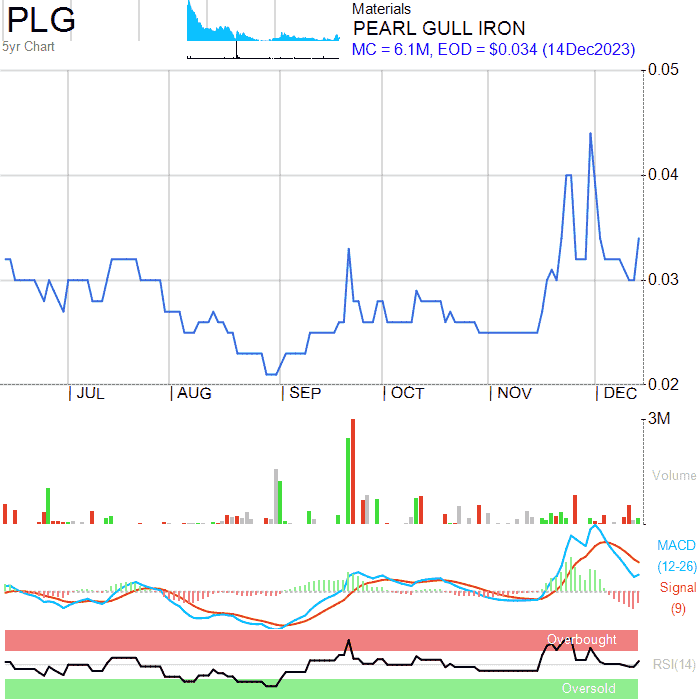 PLG
5yr Chart
Materials
PEARL GULL IRON
MC = 6.1M, EOD = $0.034 (14Dec2023)
0.05
0.04
0.03
0.02
JUL
AUG
SEP
OCT
NOV
DEC
3M
Volume
MACD
(12-26)
Signal
(9)
Overbought
RSI(14)
Oversold